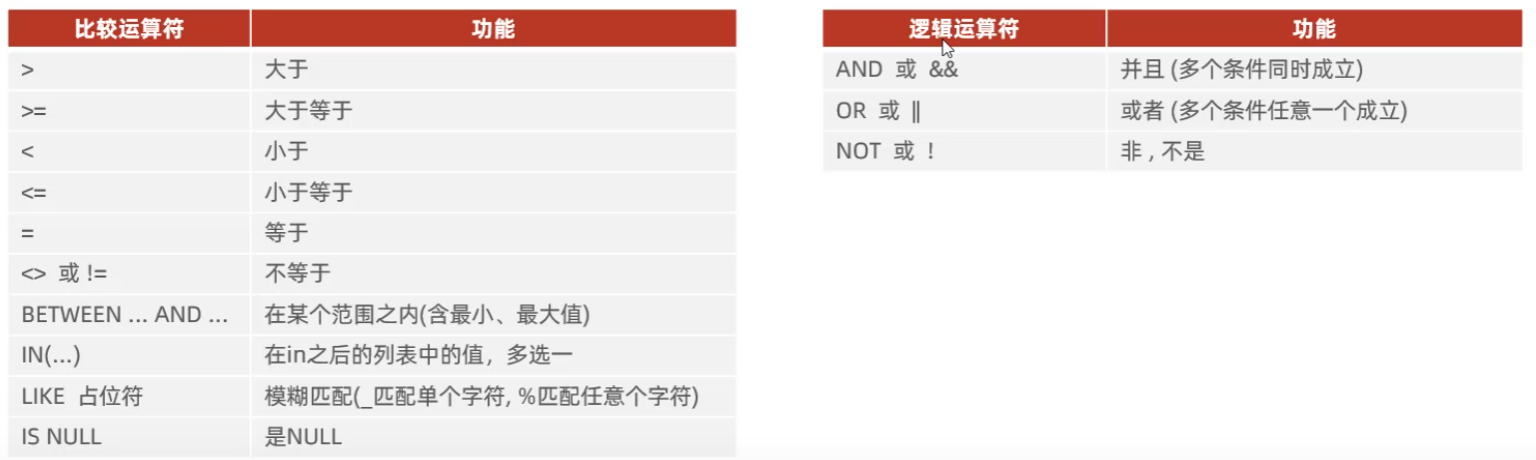 比较运算符 功能
> 大于
>= 大于等于
< 小于
<= 小于等于
= 等于
<> 或 != 不等于
BETWEEN ... AND ... 在某个范围之内(含最小、最大值)
IN(...) 在in之后的列表中的值，多选一
LIKE 占位符 模糊匹配(_匹配单个字符, %匹配任意个字符)
IS NULL 是NULL
逻辑运算符 功能
AND 或 && 并且 (多个条件同时成立)
OR 或 || 或者 (多个条件任意一个成立)
NOT 或 ! 非 , 不是